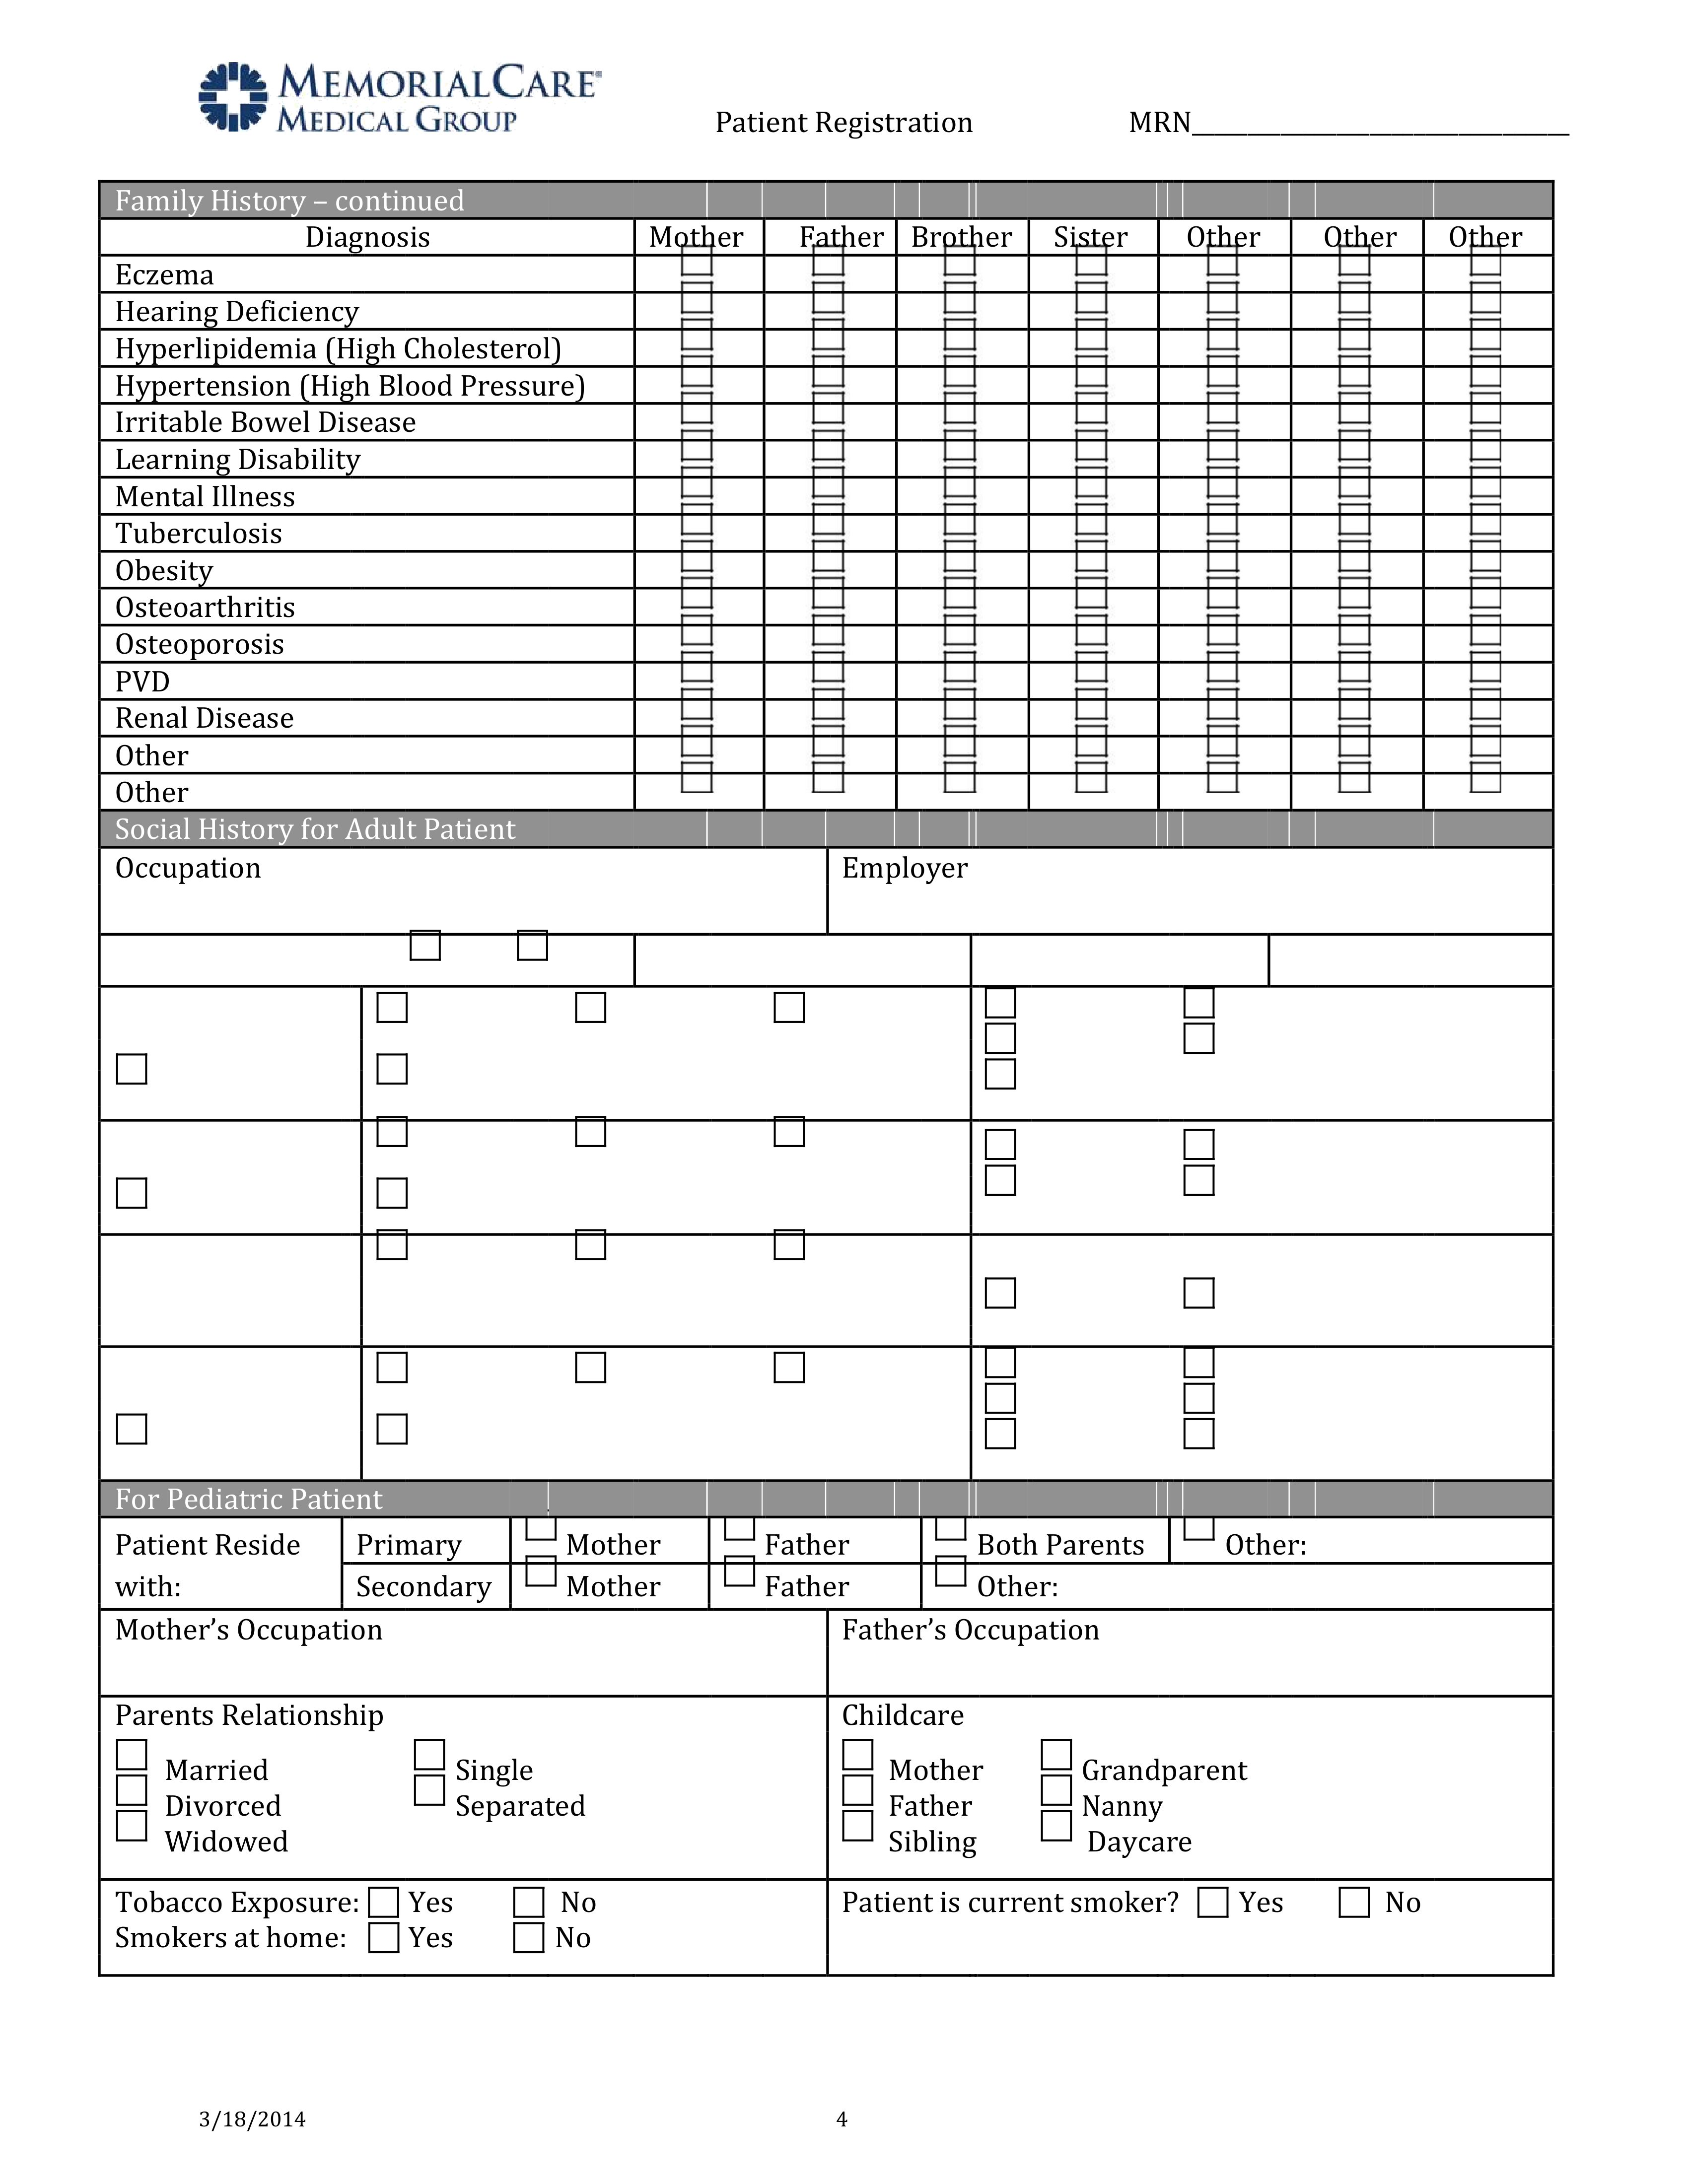 MEMORIALCARE®
MEDICAL GROUP
Patient Registration MRN___________________________
Family History – continued
Diagnosis Mother Father Brother Sister Other Other Other
Eczema
Hearing Deficiency
Hyperlipidemia (High Cholesterol)
Hypertension (High Blood Pressure)
Irritable Bowel Disease
Learning Disability
Mental Illness
Tuberculosis
Obesity
Osteoarthritis
Osteoporosis
PVD
Renal Disease
Other
Other
Social History for Adult Patient
Occupation Employer
For Pediatric Patient
Patient Reside Primary Mother Father Both Parents Other:
with: Secondary Mother Father Other:
Mother’s Occupation Father’s Occupation
Parents Relationship Childcare
Married Single Mother Grandparent
Divorced Separated Father Nanny
Widowed Sibling Daycare
Tobacco Exposure: Yes No Patient is current smoker? Yes No
Smokers at home: Yes No
3/18/2014 4